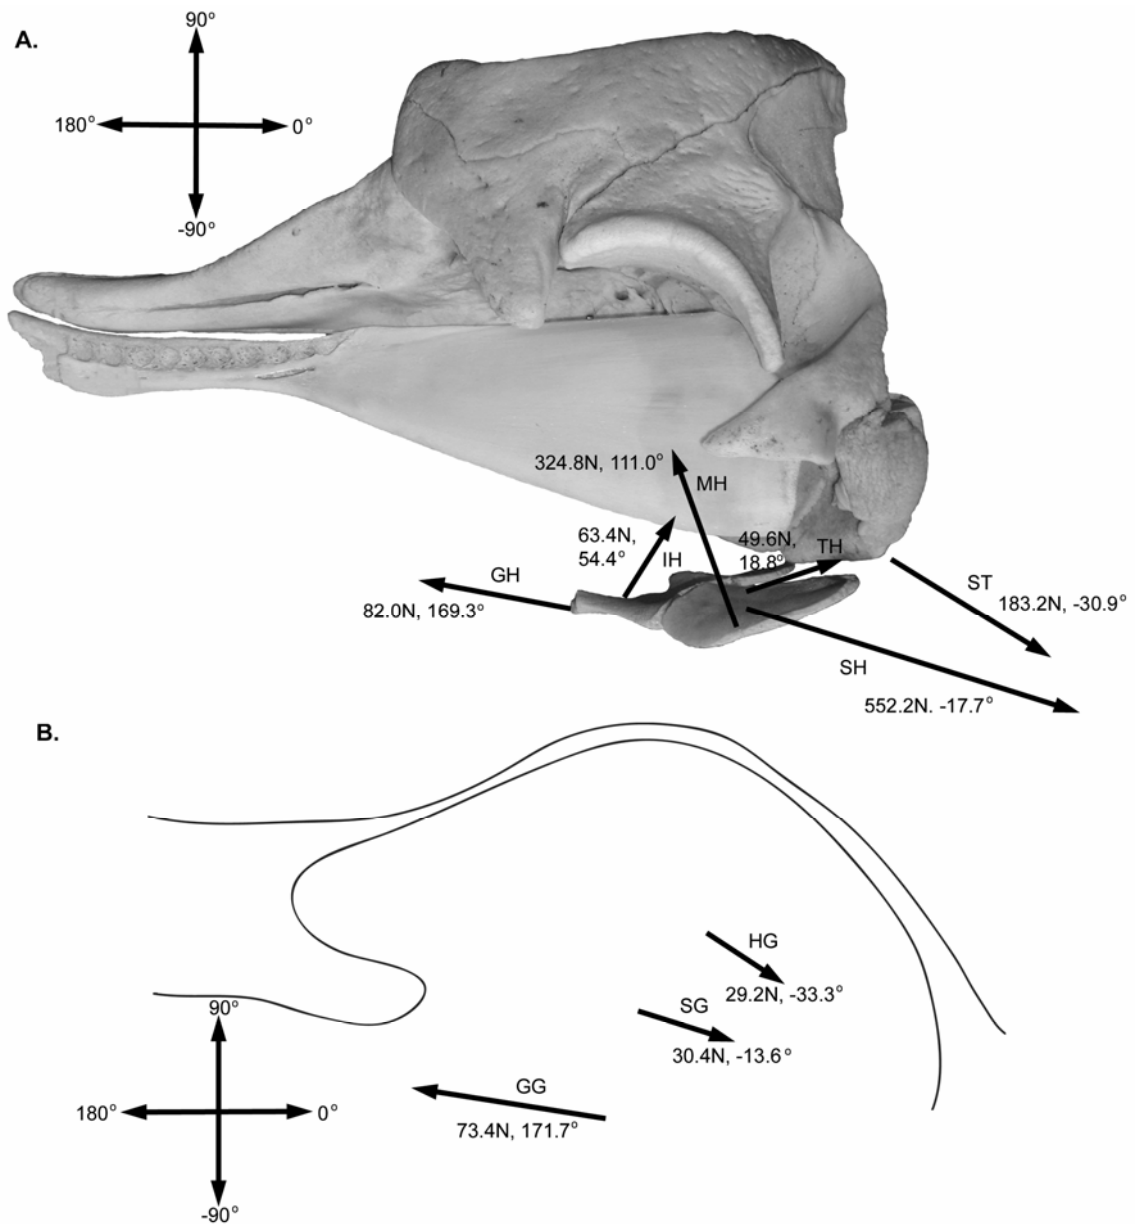 A.
90°
180°
0°
-90°
324.8N, 111.0°
MH
63.4N,
54.4°
IH
49.6N,
18.8°
TH
GH
82.0N, 169.3°
ST
183.2N, -30.9°
SH
552.2N. -17.7°
B.
HG
29.2N, -33.3°
SG
30.4N, -13.6°
90°
180°
0°
-90°
GG
73.4N, 171.7°